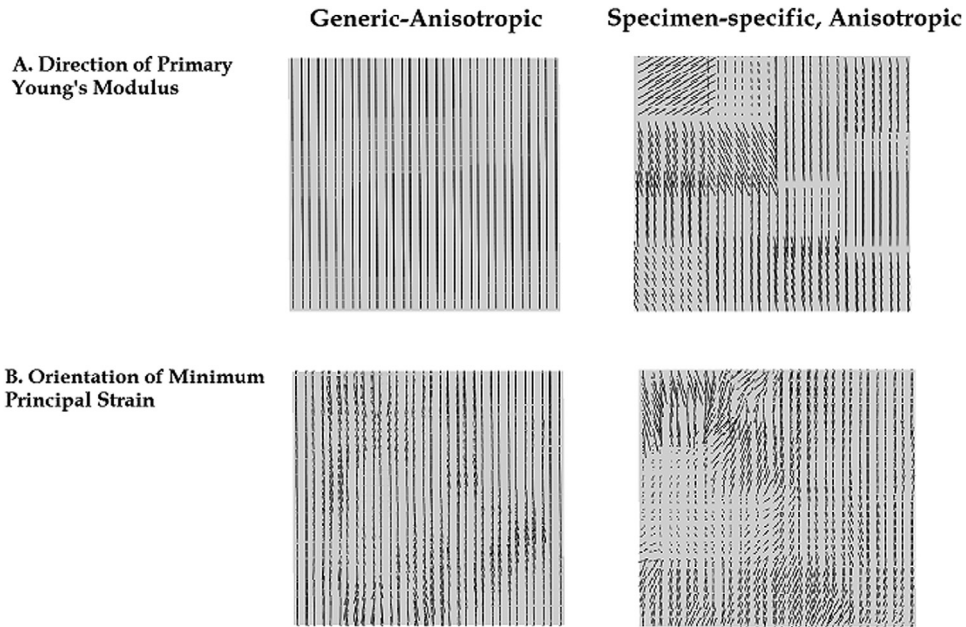 Generic-Anisotropic
Specimen-specific, Anisotropic
A. Direction of Primary
Young's Modulus
B. Orientation of Minimum
Principal Strain